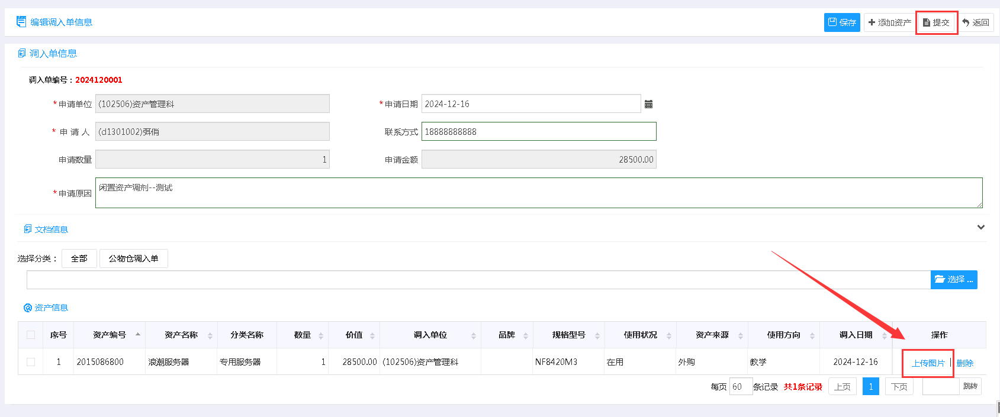 编辑调入单信息 保存 添加资产 提交 返回
调入单信息
调入单编号：2024120001
*申请单位 (102506)资产管理科 *申请日期 2024-12-16
* 申 请 人 (d1301002)弭俏 联系方式 18888888888
申请数量 1 申请金额 28500.00
*申请原因 闲置资产调剂--测试
文档信息
选择分类： 全部 公物仓调入单
选择 ...
资产信息
序号 资产编号 资产名称 分类名称 数量 价值 调入单位 品牌 规格型号 使用状况 资产来源 使用方向 调入日期 操作
1 2015086800 浪潮服务器 专用服务器 1 28500.00 (102506)资产管理科 NF8420M3 在用 外购 教学 2024-12-16 上传图片 | 删除
每页 60 条记录 共1条记录 上页 1 下页 跳转